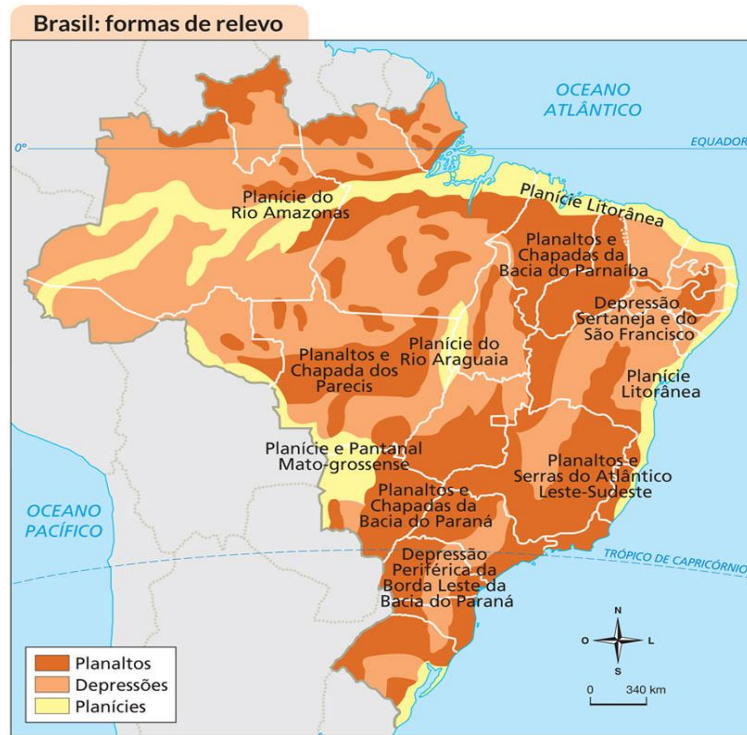 Brasil: formas de relevo
OCEANO
ATLÂNTICO
0°
EQUADOR
Planície do
Rio Amazonas
Planície Litorânea
Planaltos e
Chapadas da
Bacia do Parnaíba
Depressão
Sertaneja e do
São Francisco
Planaltos e
Chapada dos
Parecis
Planície do
Rio Araguaia
Planície
Litorânea
Planície e Pantanal
Mato-grossense
Planaltos e
Serras do Atlântico
Leste-Sudeste
OCEANO
PACÍFICO
Planaltos e
Chapadas da
Bacia do Paraná
Depressão
Periférica da
Borda Leste da
Bacia do Paraná
TRÓPICO DE CAPRICÓRNIO
N
O
L
S
0 340 km
Planaltos
Depressões
Planícies